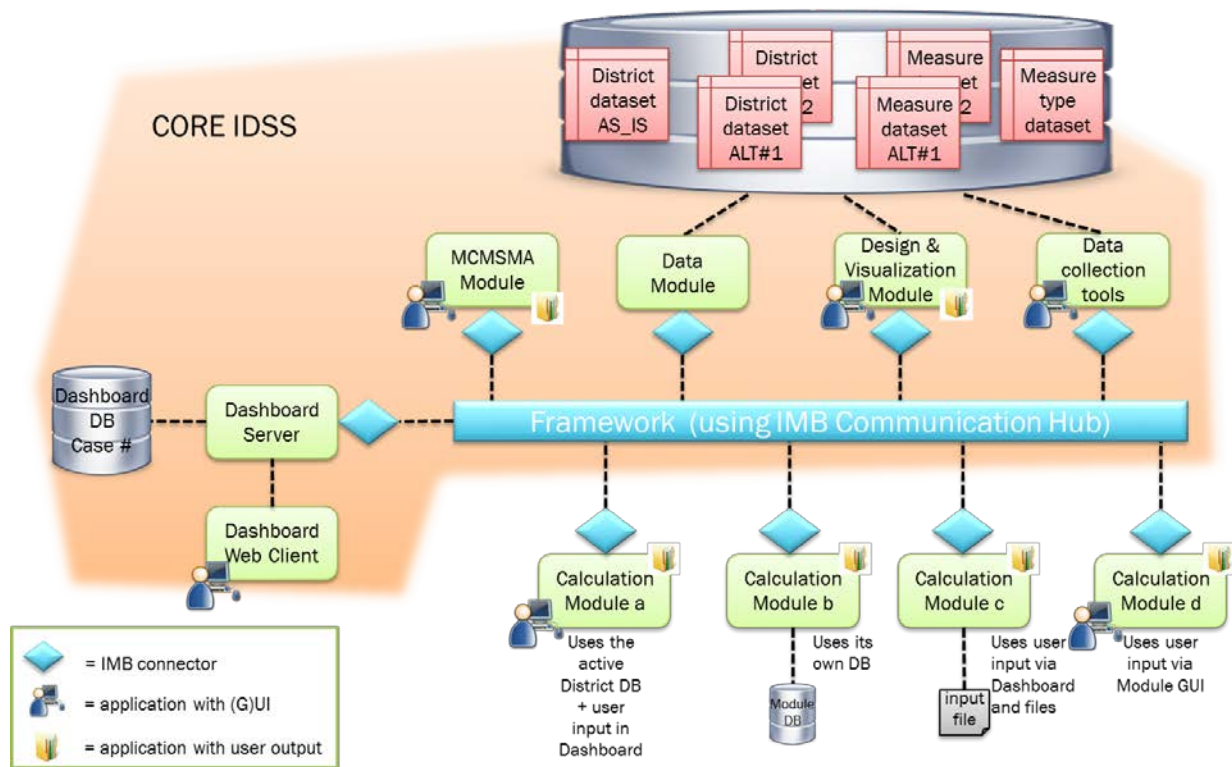 CORE IDSS
District
dataset
AS_IS
District
2
District
dataset
ALT#1
Measure
2
Measure
dataset
ALT#1
Measure
type
dataset
MCMSMA
Module
Data
Module
Design &
Visualization
Module
Data
collection
tools
Dashboard
DB
Case #
Dashboard
Server
Framework (using IMB Communication Hub)
Dashboard
Web Client
Calculation
Module a
Uses the
active
District DB
+ user
input in
Dashboard
Calculation
Module b
Uses its
own DB
Module
DB
Calculation
Module c
Uses user
input via
Dashboard
and files
input
file
Calculation
Module d
Uses user
input via
Module GUI
= IMB connector
= application with (G)UI
= application with user output